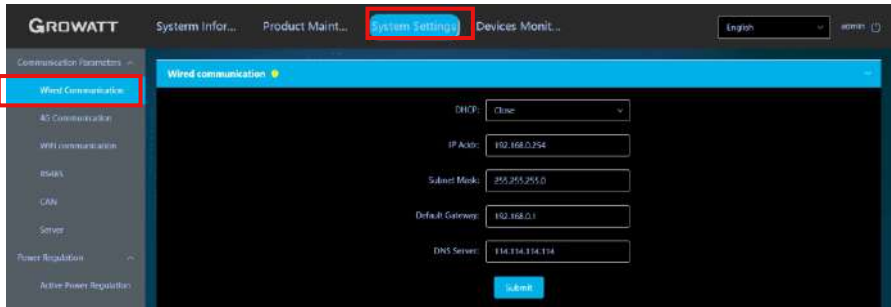 GROWATT
Systerm Infor...
Product Maint...
System Settings
Devices Monit...
English
admin
Communication Parameters
Wired Communication
4G Communication
WiFi communication
RS485
CAN
Server
Power Regulation
Active Power Regulation
Wired communication
DHCP: Close
IP Addr: 192.168.0.254
Subnet Mask: 255.255.255.0
Default Gateway: 192.168.0.1
DNS Server: 114.114.114.114
Submit